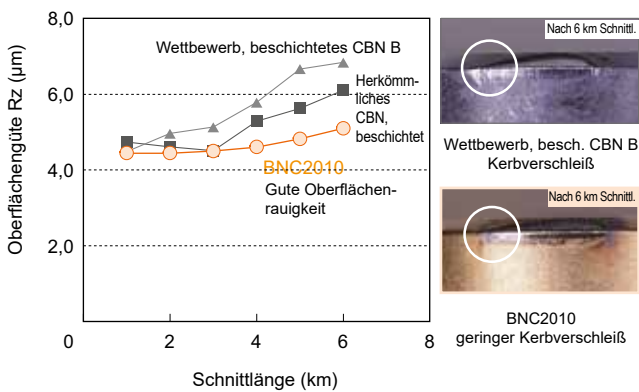 8,0
6,0
4,0
2,0
0
2
4
6
8
Oberflächengüte Rz (μm)
Schnittlänge (km)
Wettbewerb, beschichtetes CBN B
Herkömm-
liches
CBN,
beschichtet
BNC2010
Gute Oberflächen-
rauigkeit
Nach 6 km Schnittl.
Wettbewerb, besch. CBN B
Kerbverschleiß
Nach 6 km Schnittl.
BNC2010
geringer Kerbverschleiß